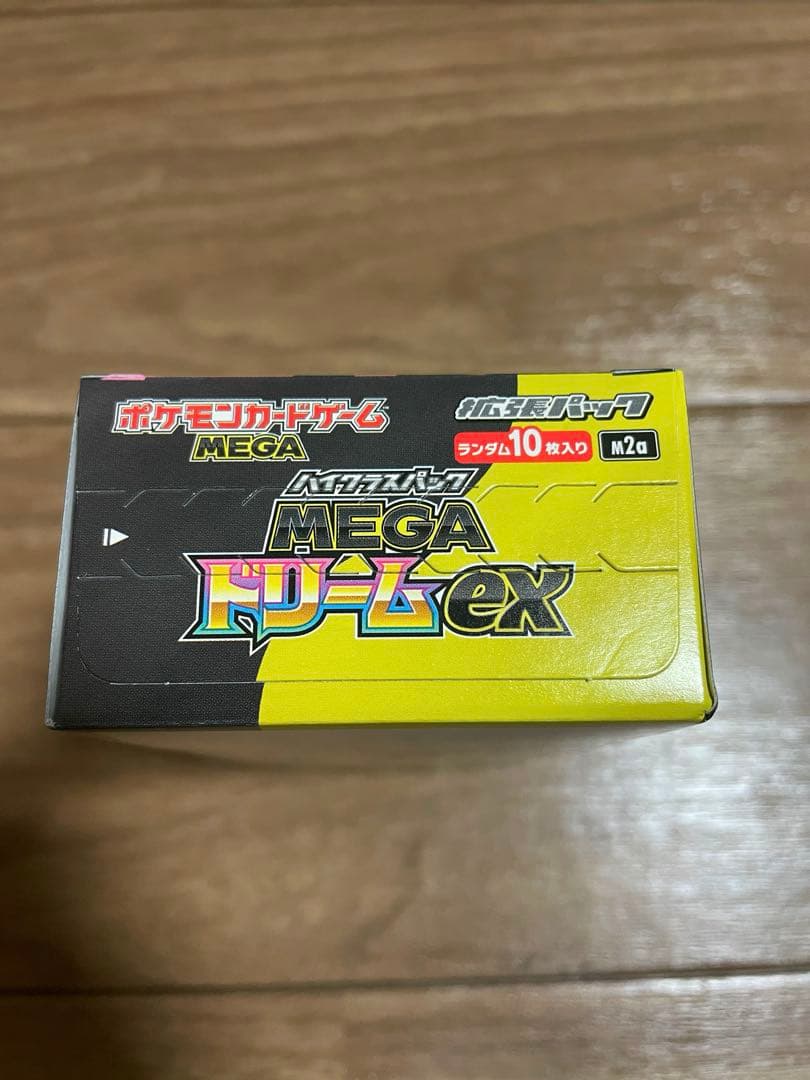 ポケモンカードゲーム
MEGA
拡張パック
ランダム10枚入り M2a
ハイクラスパック
MEGA
ドリームex